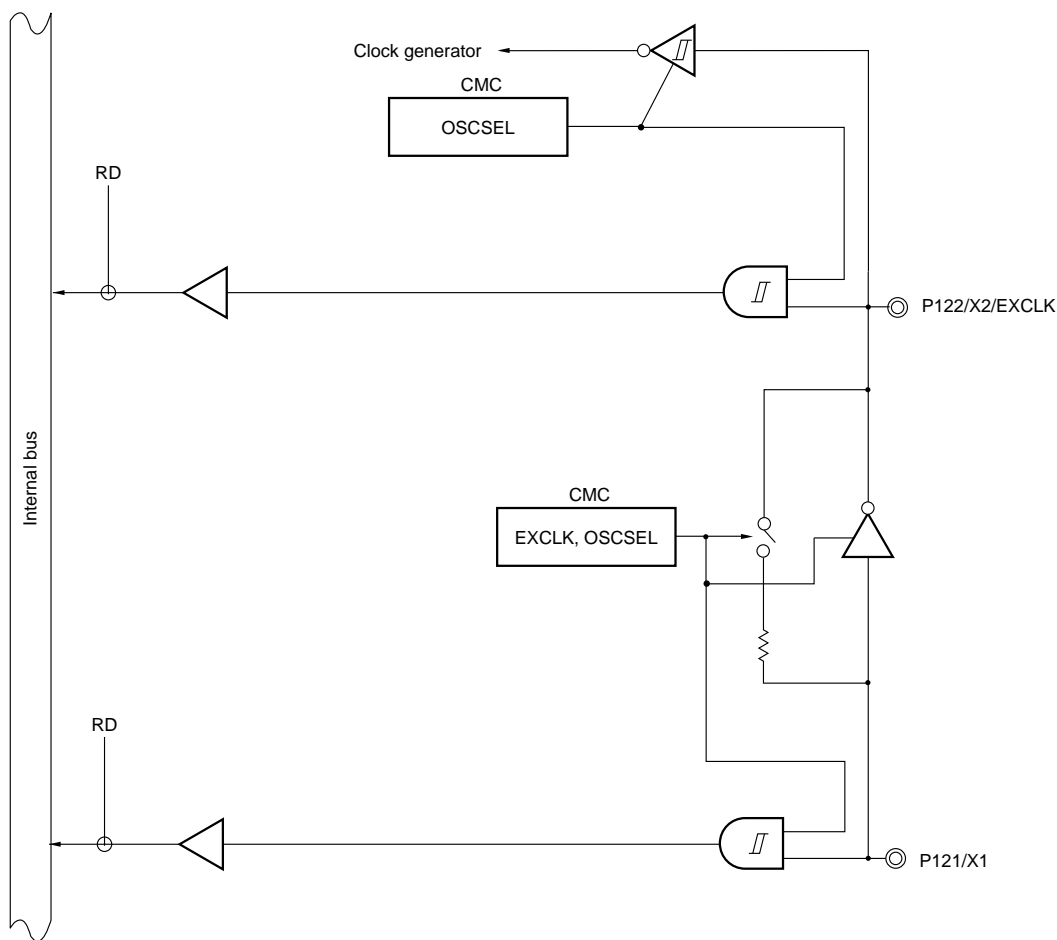 Clock generator
CMC
OSCSEL
RD
P122/X2/EXCLK
Internal bus
CMC
EXCLK, OSCSEL
RD
P121/X1